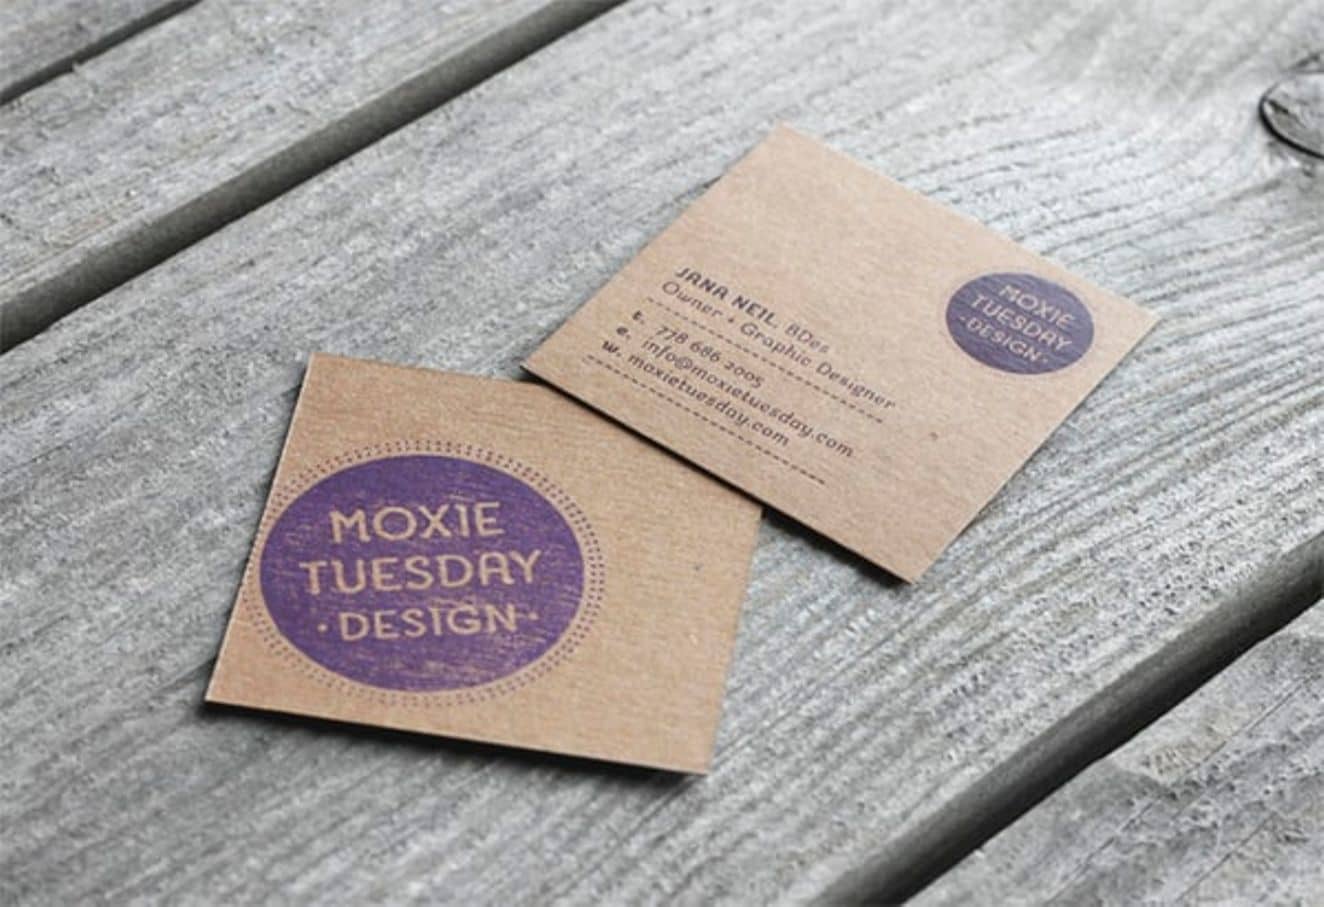 JANA NEIL, BDes
Owner + Graphic Designer
t. 778 686 2005
e. info@moxietuesday.com
w. moxietuesday.com
MOXIE
TUESDAY
·DESIGN·
MOXIE
TUESDAY
·DESIGN·